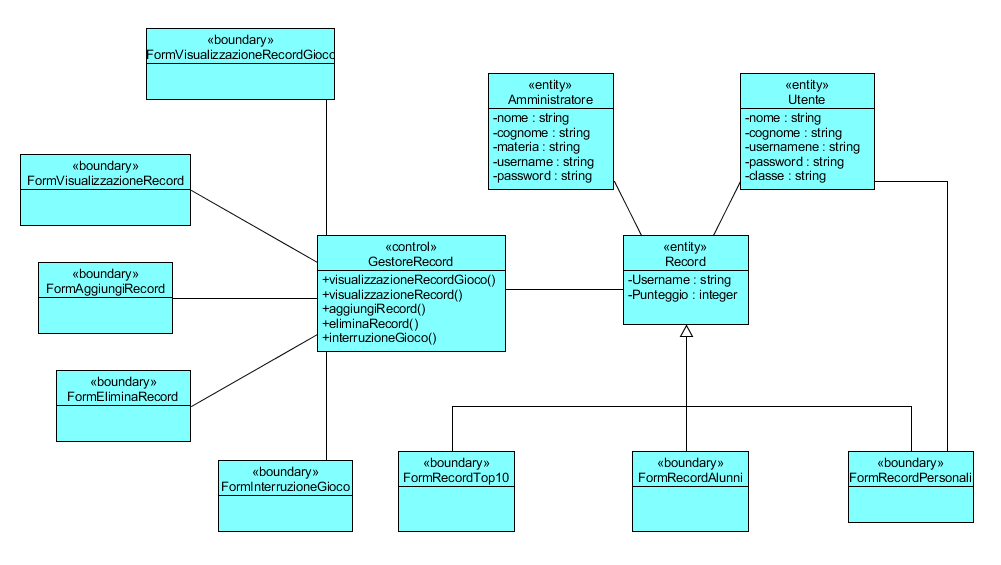 «boundary»
FormVisualizzazioneRecordGioco
«entity»
Amministratore
-nome : string
-cognome : string
-materia : string
-username : string
-password : string
«entity»
Utente
-nome : string
-cognome : string
-usernamene : string
-password : string
-classe : string
«boundary»
FormVisualizzazioneRecord
«boundary»
FormAggiungiRecord
«control»
GestoreRecord
+visualizzazioneRecordGioco()
+visualizzazioneRecord()
+aggiungiRecord()
+eliminaRecord()
+interruzioneGioco()
«entity»
Record
-Username : string
-Punteggio : integer
«boundary»
FormEliminaRecord
«boundary»
FormInterruzioneGioco
«boundary»
FormRecordTop10
«boundary»
FormRecordAlunni
«boundary»
FormRecordPersonali